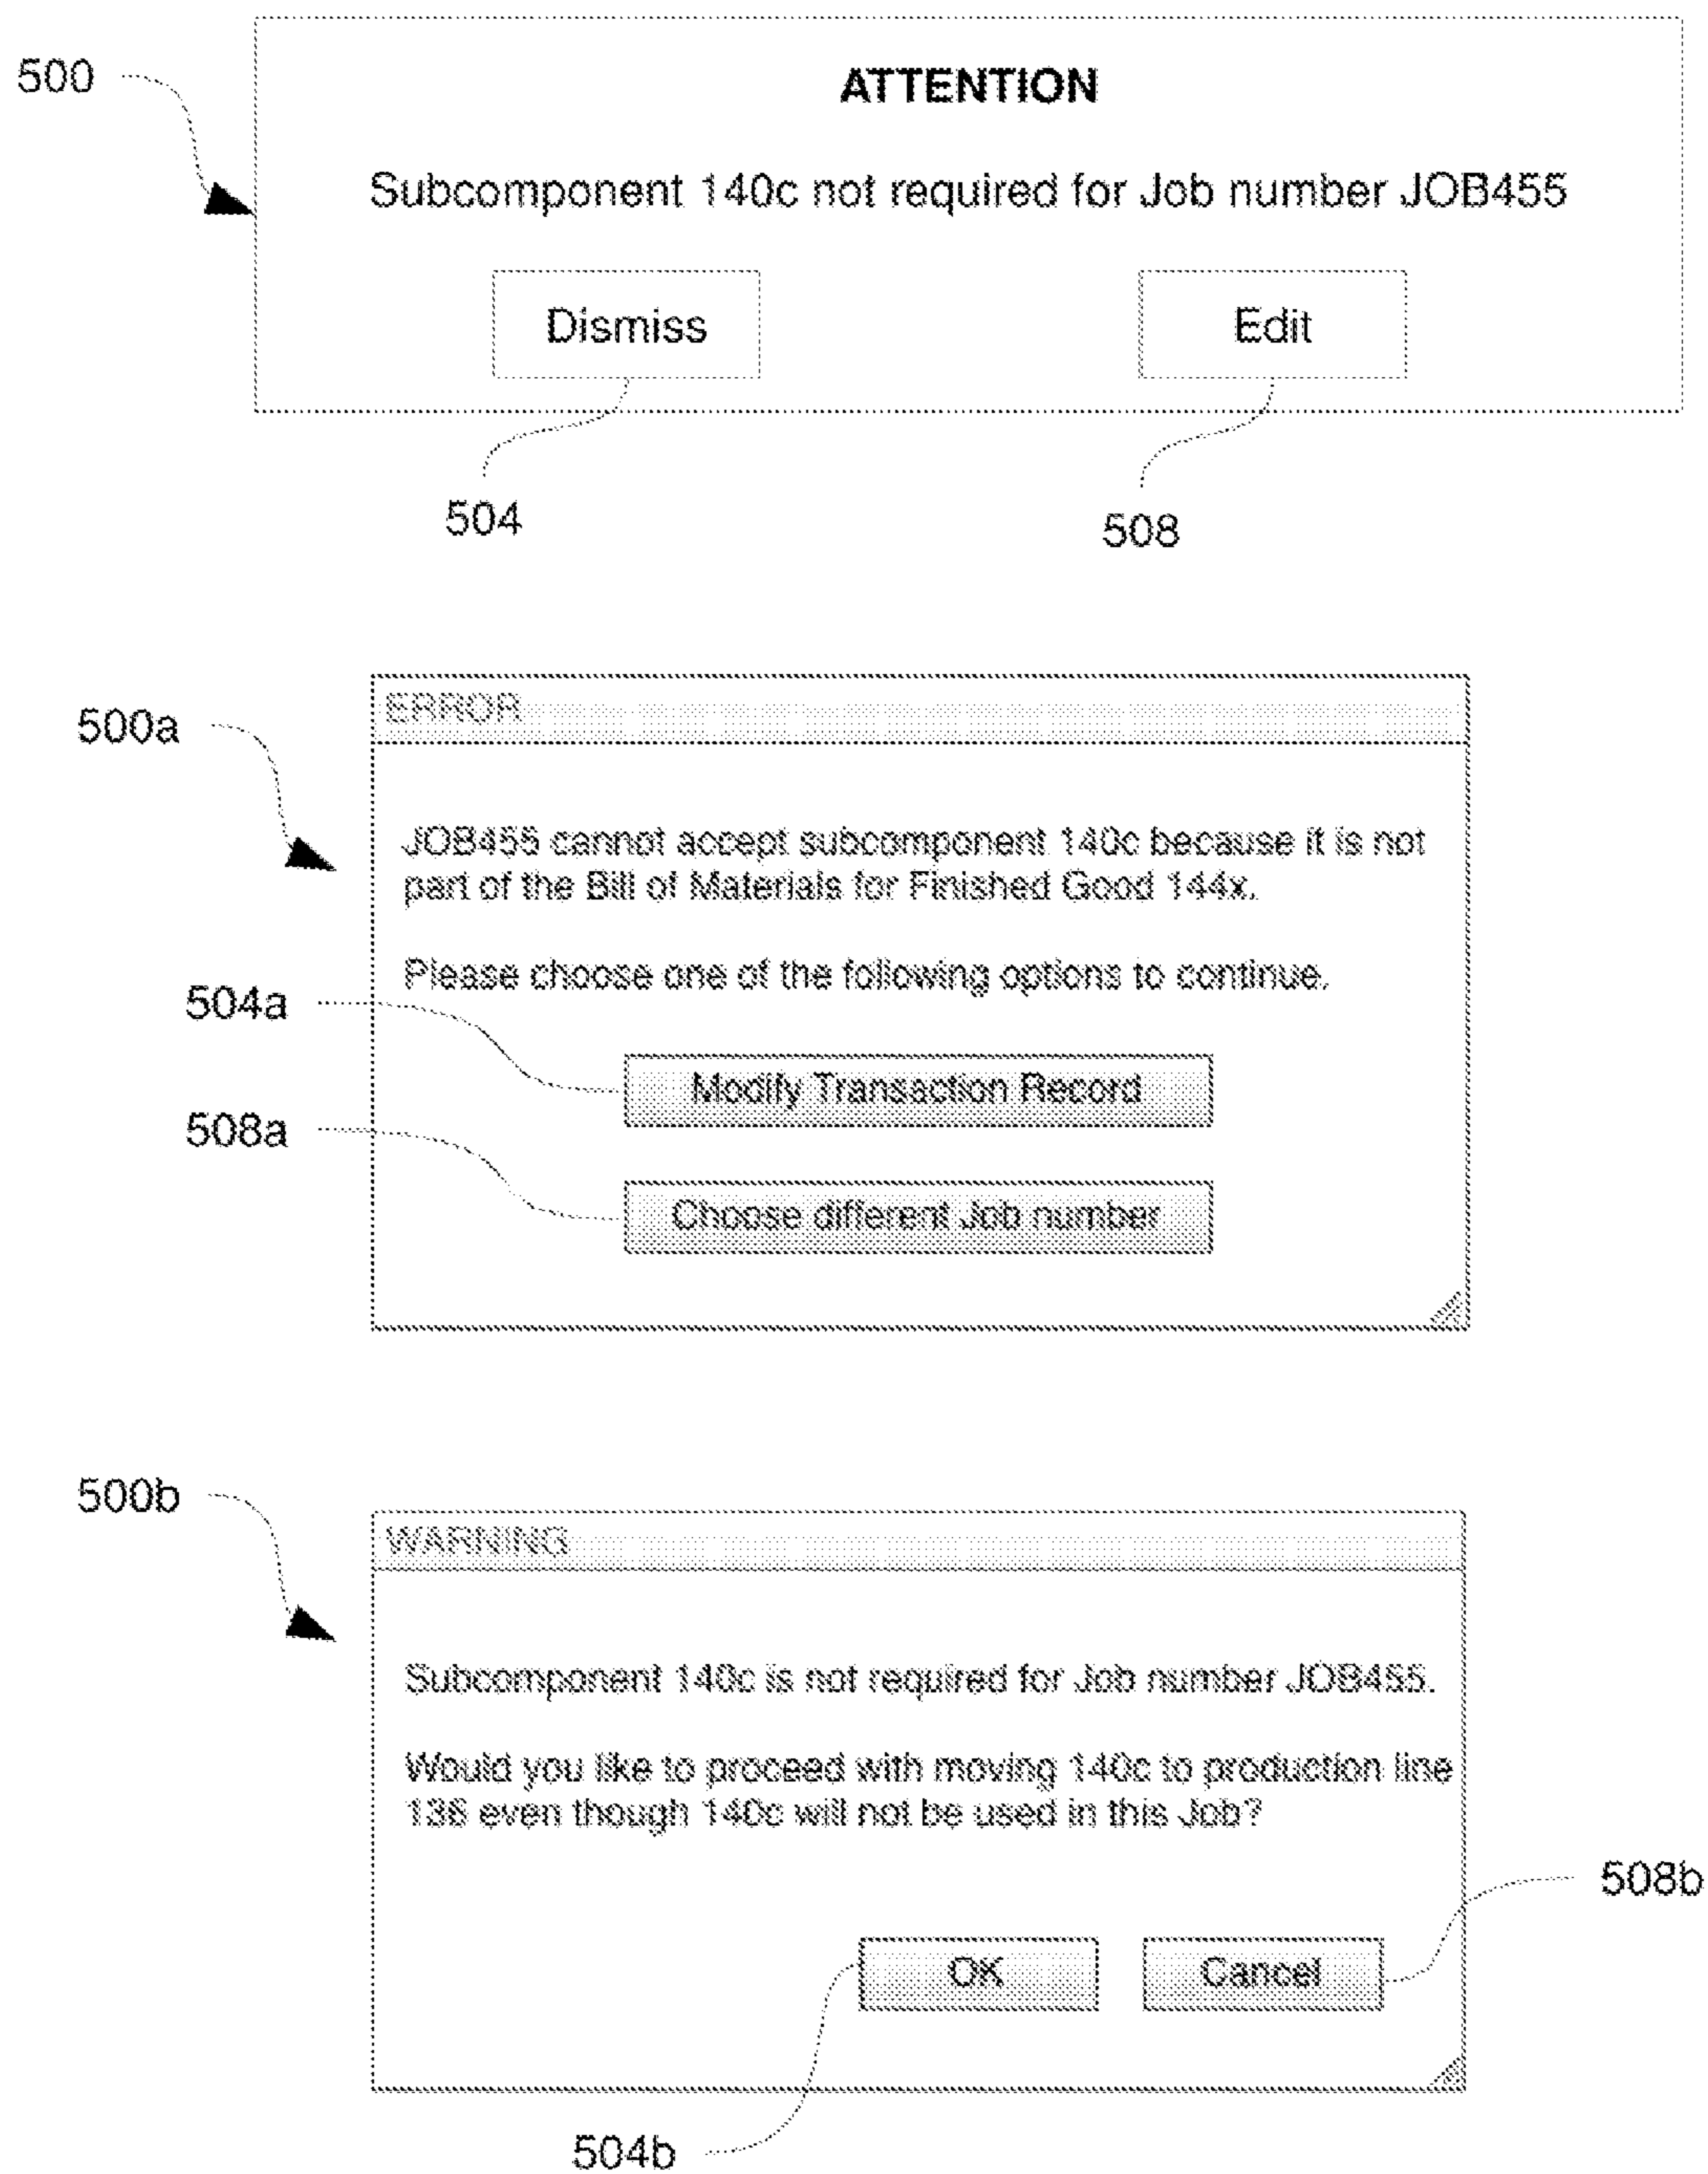 500
ATTENTION
Subcomponent 140c not required for Job number JOB455
Dismiss
Edit
504
508
500a
ERROR
JOB455 cannot accept subcomponent 140c because it is not
part of the Bill of Materials for Finished Good 144x.
Please choose one of the following options to continue.
504a
Modify Transaction Record
508a
Choose different Job number
500b
WARNING
Subcomponent 140c is not required for Job number JOB455.
Would you like to proceed with moving 140c to production line
136 even though 140c will not be used in this Job?
508b
OK
Cancel
504b